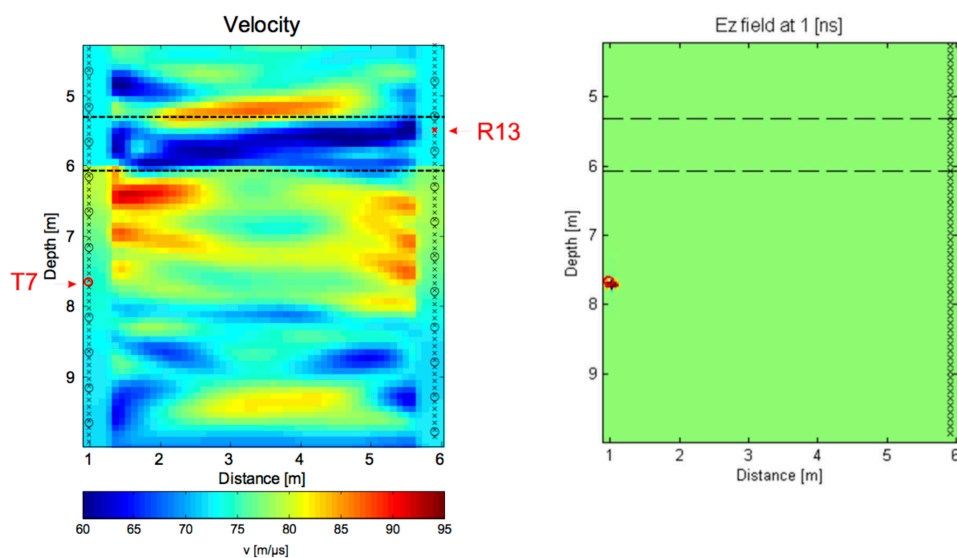 Velocity
5
6
7
8
9
Depth [m]
1 2 3 4 5 6
Distance [m]
60 65 70 75 80 85 90 95
v [m/µs]
T7
R13
Ez field at 1 [ns]
5
6
7
8
9
Depth [m]
1 2 3 4 5 6
Distance [m]